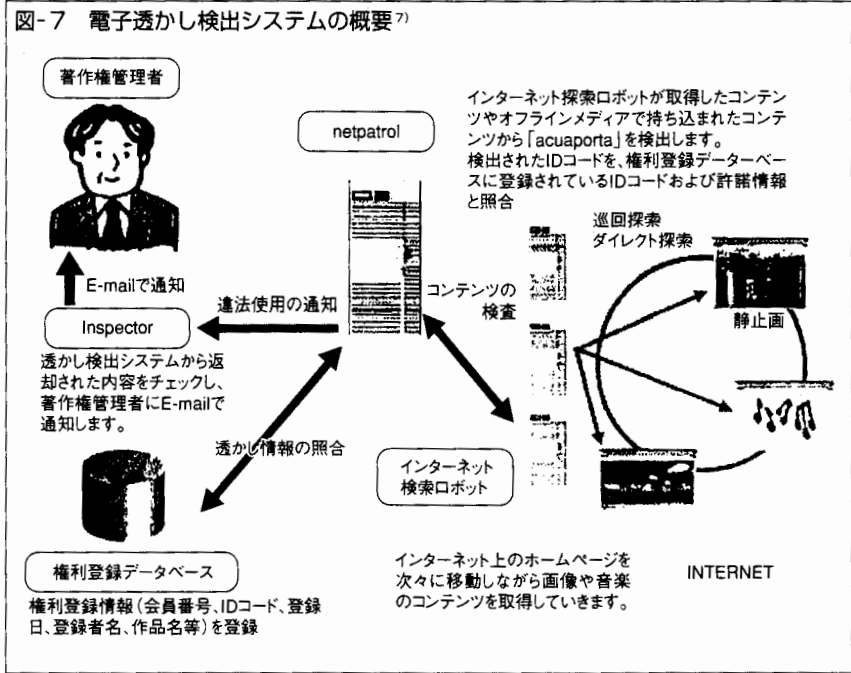 図-7　電子透かし検出システムの概要7)
著作権管理者
netpatrol
インターネット探索ロボットが取得したコンテン
ツやオフラインメディアで持ち込まれたコンテ
ンツから「acuaporta」を検出します。
検出されたIDコードを、権利登録データーベー
スに登録されているIDコードおよび許諾情報
と照合
巡回探索
ダイレクト探索
E-mailで通知
違法使用の通知
コンテンツの
検査
静止画
Inspector
透かし検出システムから返
却された内容をチェックし、
著作権管理者にE-mailで
通知します。
透かし情報の照合
インターネット
検索ロボット
権利登録データベース
権利登録情報（会員番号、IDコード、登録
日、登録者名、作品名等）を登録
インターネット上のホームページを
次々に移動しながら画像や音楽
のコンテンツを取得していきます。
INTERNET